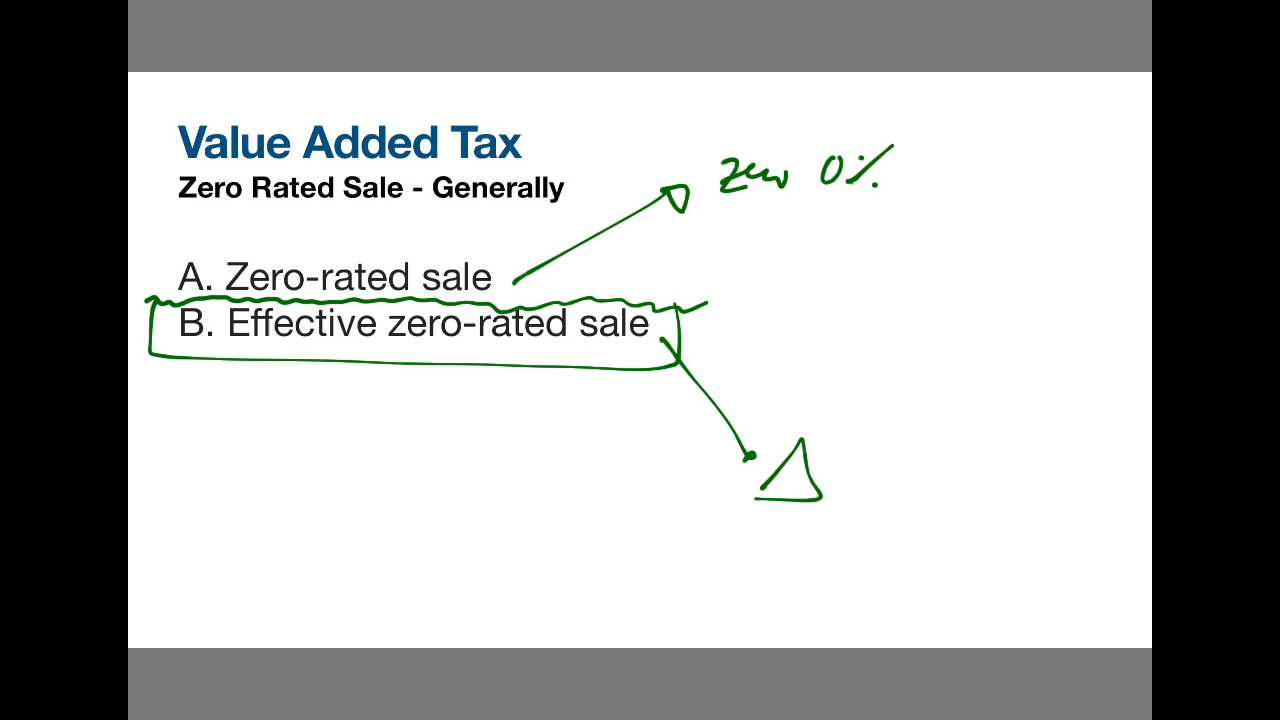 Value Added Tax
Zero Rated Sale - Generally
zero 0%
A. Zero-rated sale
B. Effective zero-rated sale